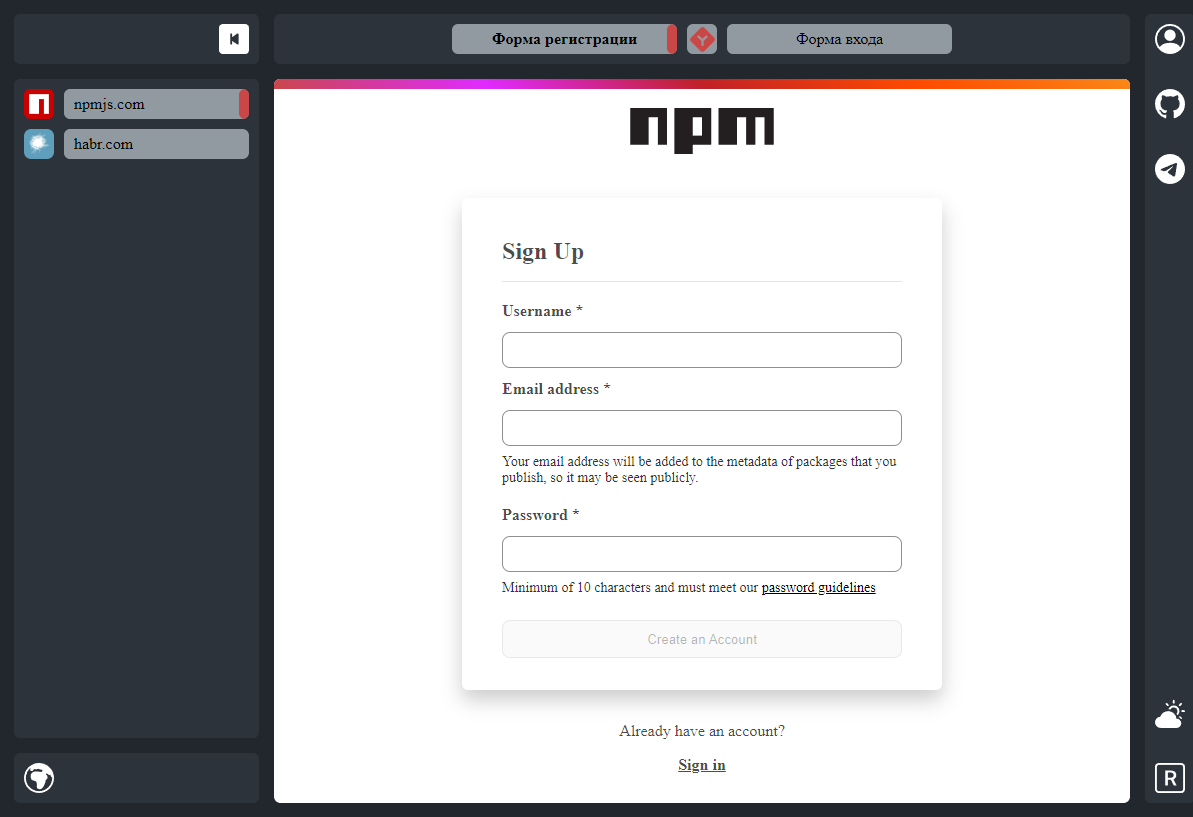 Форма регистрации
Форма входа
npmjs.com
habr.com
npm
Sign Up
Username *
Email address *
Your email address will be added to the metadata of packages that you
publish, so it may be seen publicly.
Password *
Minimum of 10 characters and must meet our password guidelines
Create an Account
Already have an account?
Sign in
R